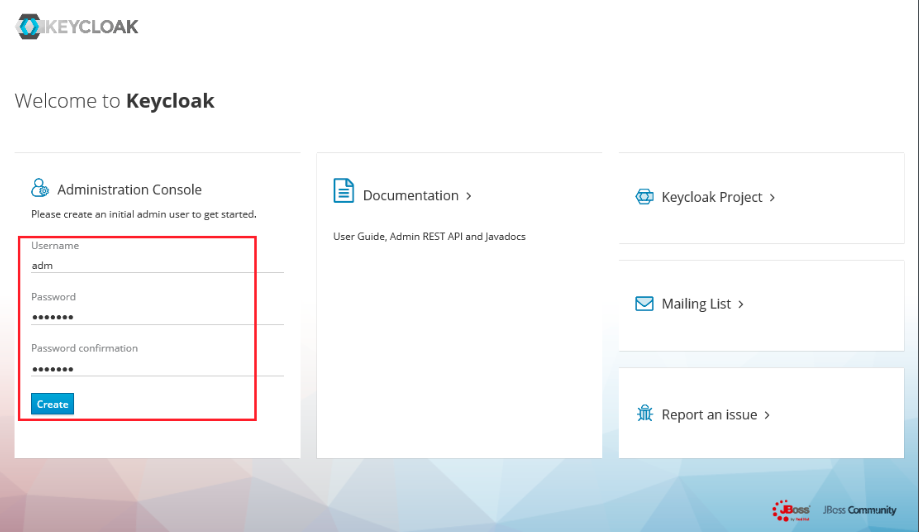 KEYCLOAK
Welcome to Keycloak
Administration Console
Please create an initial admin user to get started.
Username
adm
Password
•••••••
Password confirmation
•••••••
Create
Documentation >
User Guide, Admin REST API and Javadocs
Keycloak Project >
Mailing List >
Report an issue >
JBoss
by Red Hat
JBoss Community